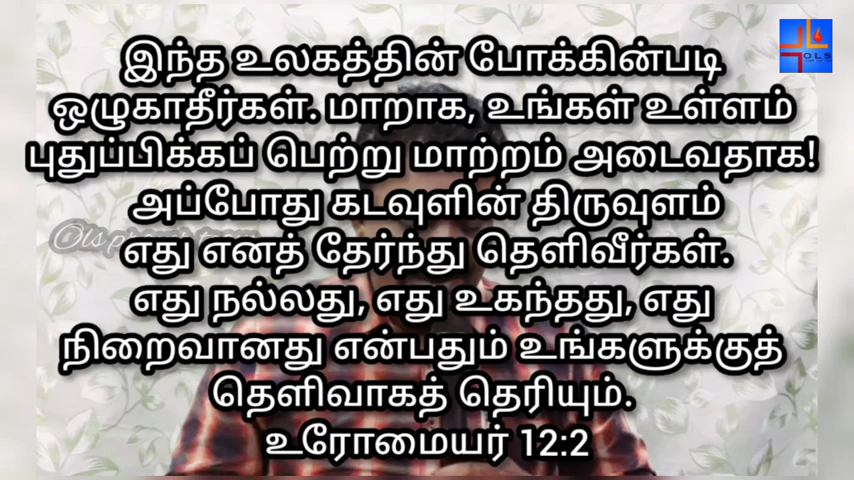 OLS
இந்த உலகத்தின் போக்கின்படி
ஒழுகாதீர்கள். மாறாக, உங்கள் உள்ளம்
புதுப்பிக்கப் பெற்று மாற்றம் அடைவதாக!
அப்போது கடவுளின் திருவுளம்
எது எனத் தேர்ந்து தெளிவீர்கள்.
எது நல்லது, எது உகந்தது, எது
நிறைவானது என்பதும் உங்களுக்குத்
தெளிவாகத் தெரியும்.
உரோமையர் 12:2